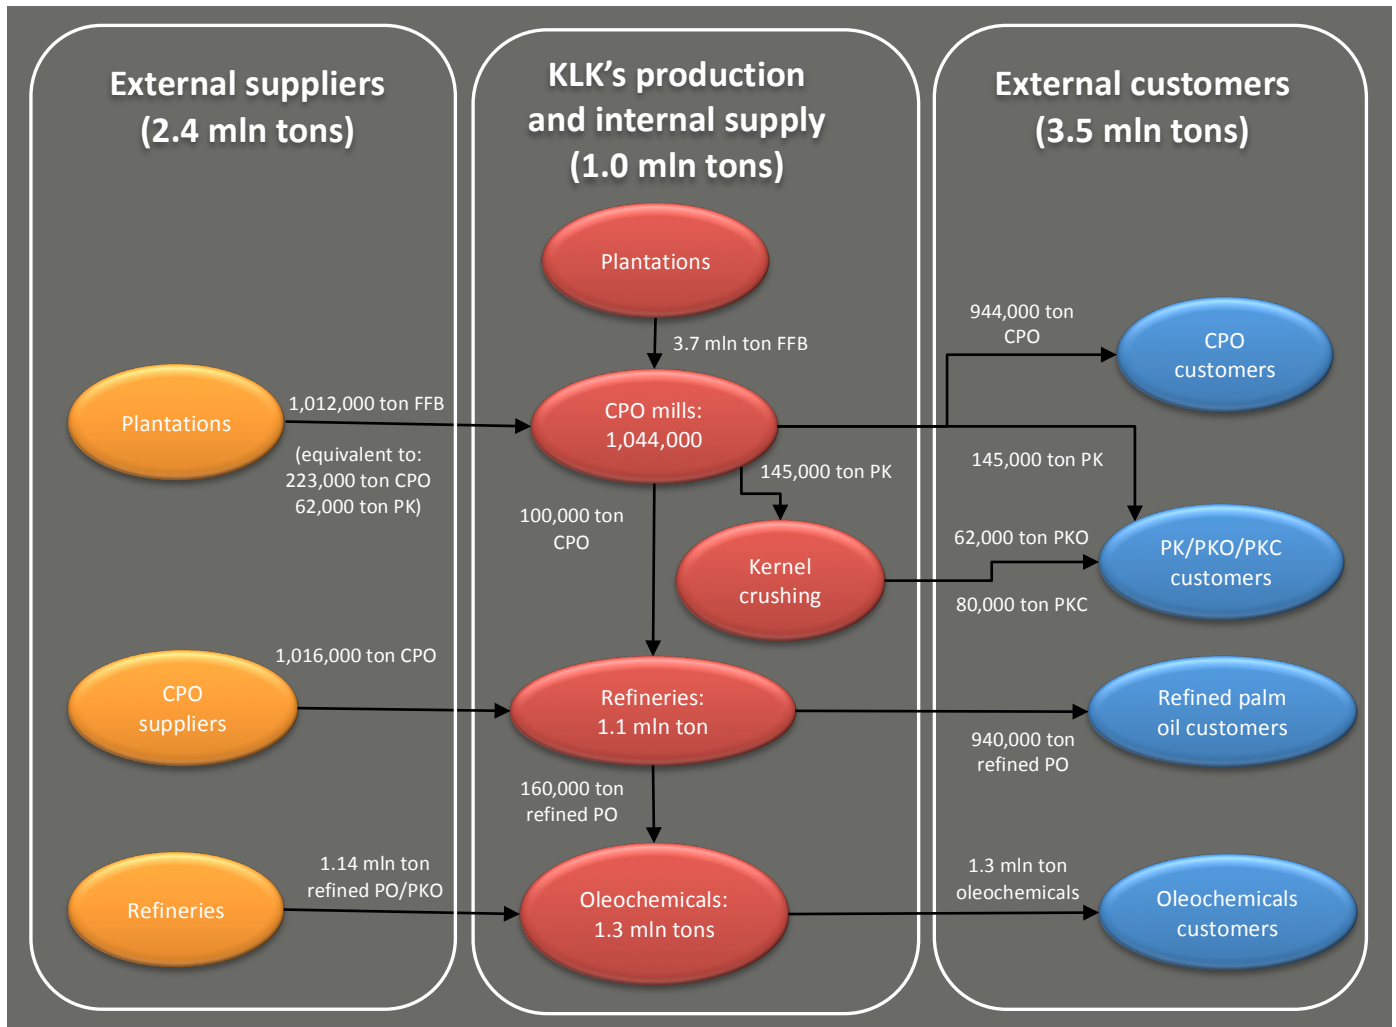 External suppliers
(2.4 mln tons)
Plantations
1,012,000 ton FFB
(equivalent to:
223,000 ton CPO
62,000 ton PK)
CPO
suppliers
1,016,000 ton CPO
Refineries
1.14 mln ton
refined PO/PKO
KLK’s production
and internal supply
(1.0 mln tons)
Plantations
3.7 mln ton FFB
CPO mills:
1,044,000
145,000 ton PK
100,000 ton
CPO
Kernel
crushing
Refineries:
1.1 mln ton
160,000 ton
refined PO
Oleochemicals:
1.3 mln tons
External customers
(3.5 mln tons)
944,000 ton
CPO
CPO
customers
145,000 ton PK
62,000 ton PKO
80,000 ton PKC
PK/PKO/PKC
customers
Refined palm
oil customers
940,000 ton
refined PO
1.3 mln ton
oleochemicals
Oleochemicals
customers